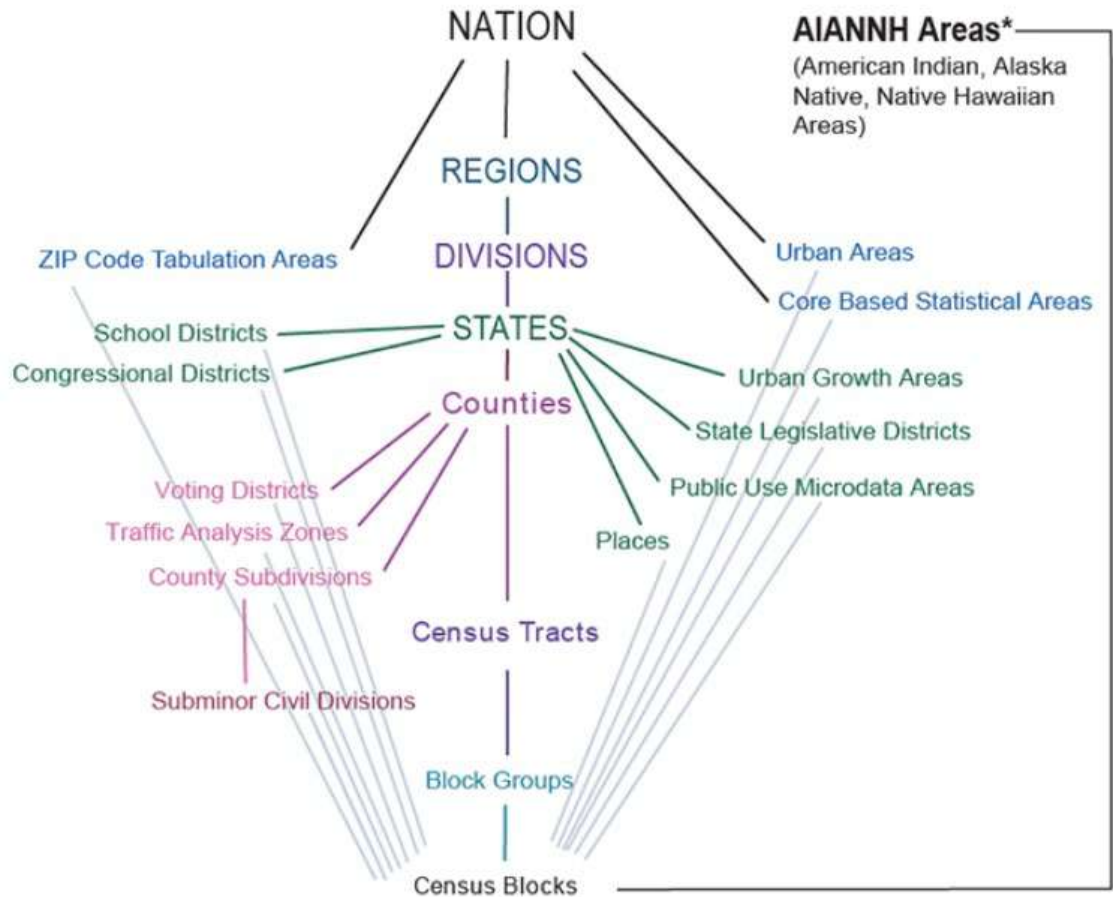 NATION
AIANNH Areas*
(American Indian, Alaska
Native, Native Hawaiian
Areas)
REGIONS
ZIP Code Tabulation Areas
DIVISIONS
Urban Areas
Core Based Statistical Areas
School Districts
STATES
Congressional Districts
Urban Growth Areas
Counties
State Legislative Districts
Voting Districts
Public Use Microdata Areas
Traffic Analysis Zones
Places
County Subdivisions
Census Tracts
Subminor Civil Divisions
Block Groups
Census Blocks